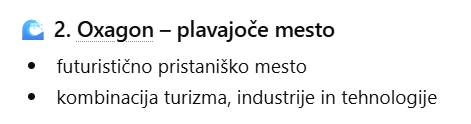 🌊 2. Oxagon – plavajoče mesto
• futuristično pristaniško mesto
• kombinacija turizma, industrije in tehnologije